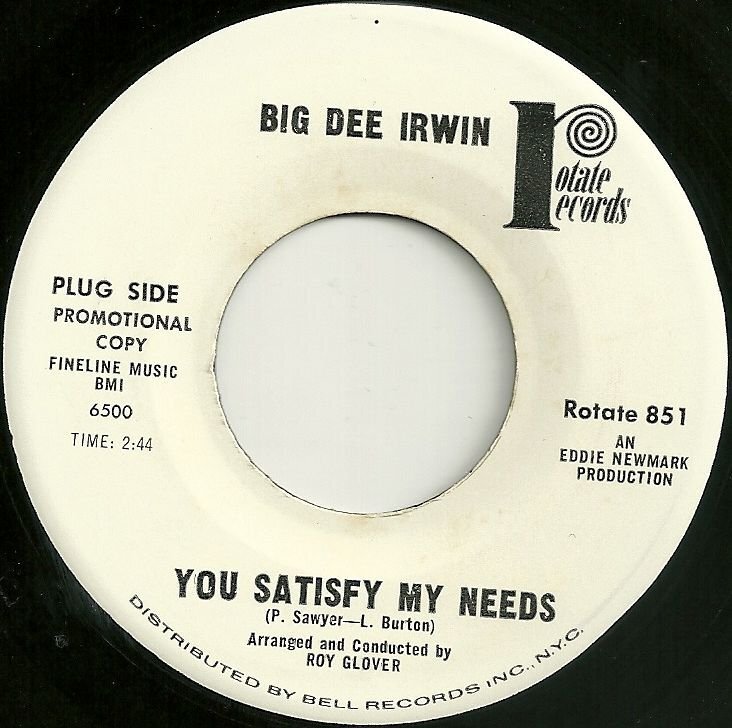 BIG DEE IRWIN
rotate
records
PLUG SIDE
PROMOTIONAL
COPY
FINELINE MUSIC
BMI
6500
TIME: 2:44
Rotate 851
AN
EDDIE NEWMARK
PRODUCTION
YOU SATISFY MY NEEDS
(P. Sawyer—L. Burton)
Arranged and Conducted by
ROY GLOVER
DISTRIBUTED BY BELL RECORDS INC., N.Y.C.